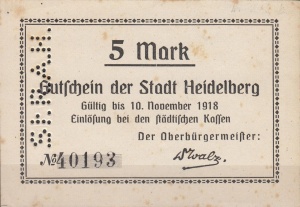 5 Mark
Gutschein der Stadt Heidelberg
Gültig bis 10. November 1918
Einlösung bei den städtischen Kassen
Der Oberbürgermeister:
Walz.
№ 40193